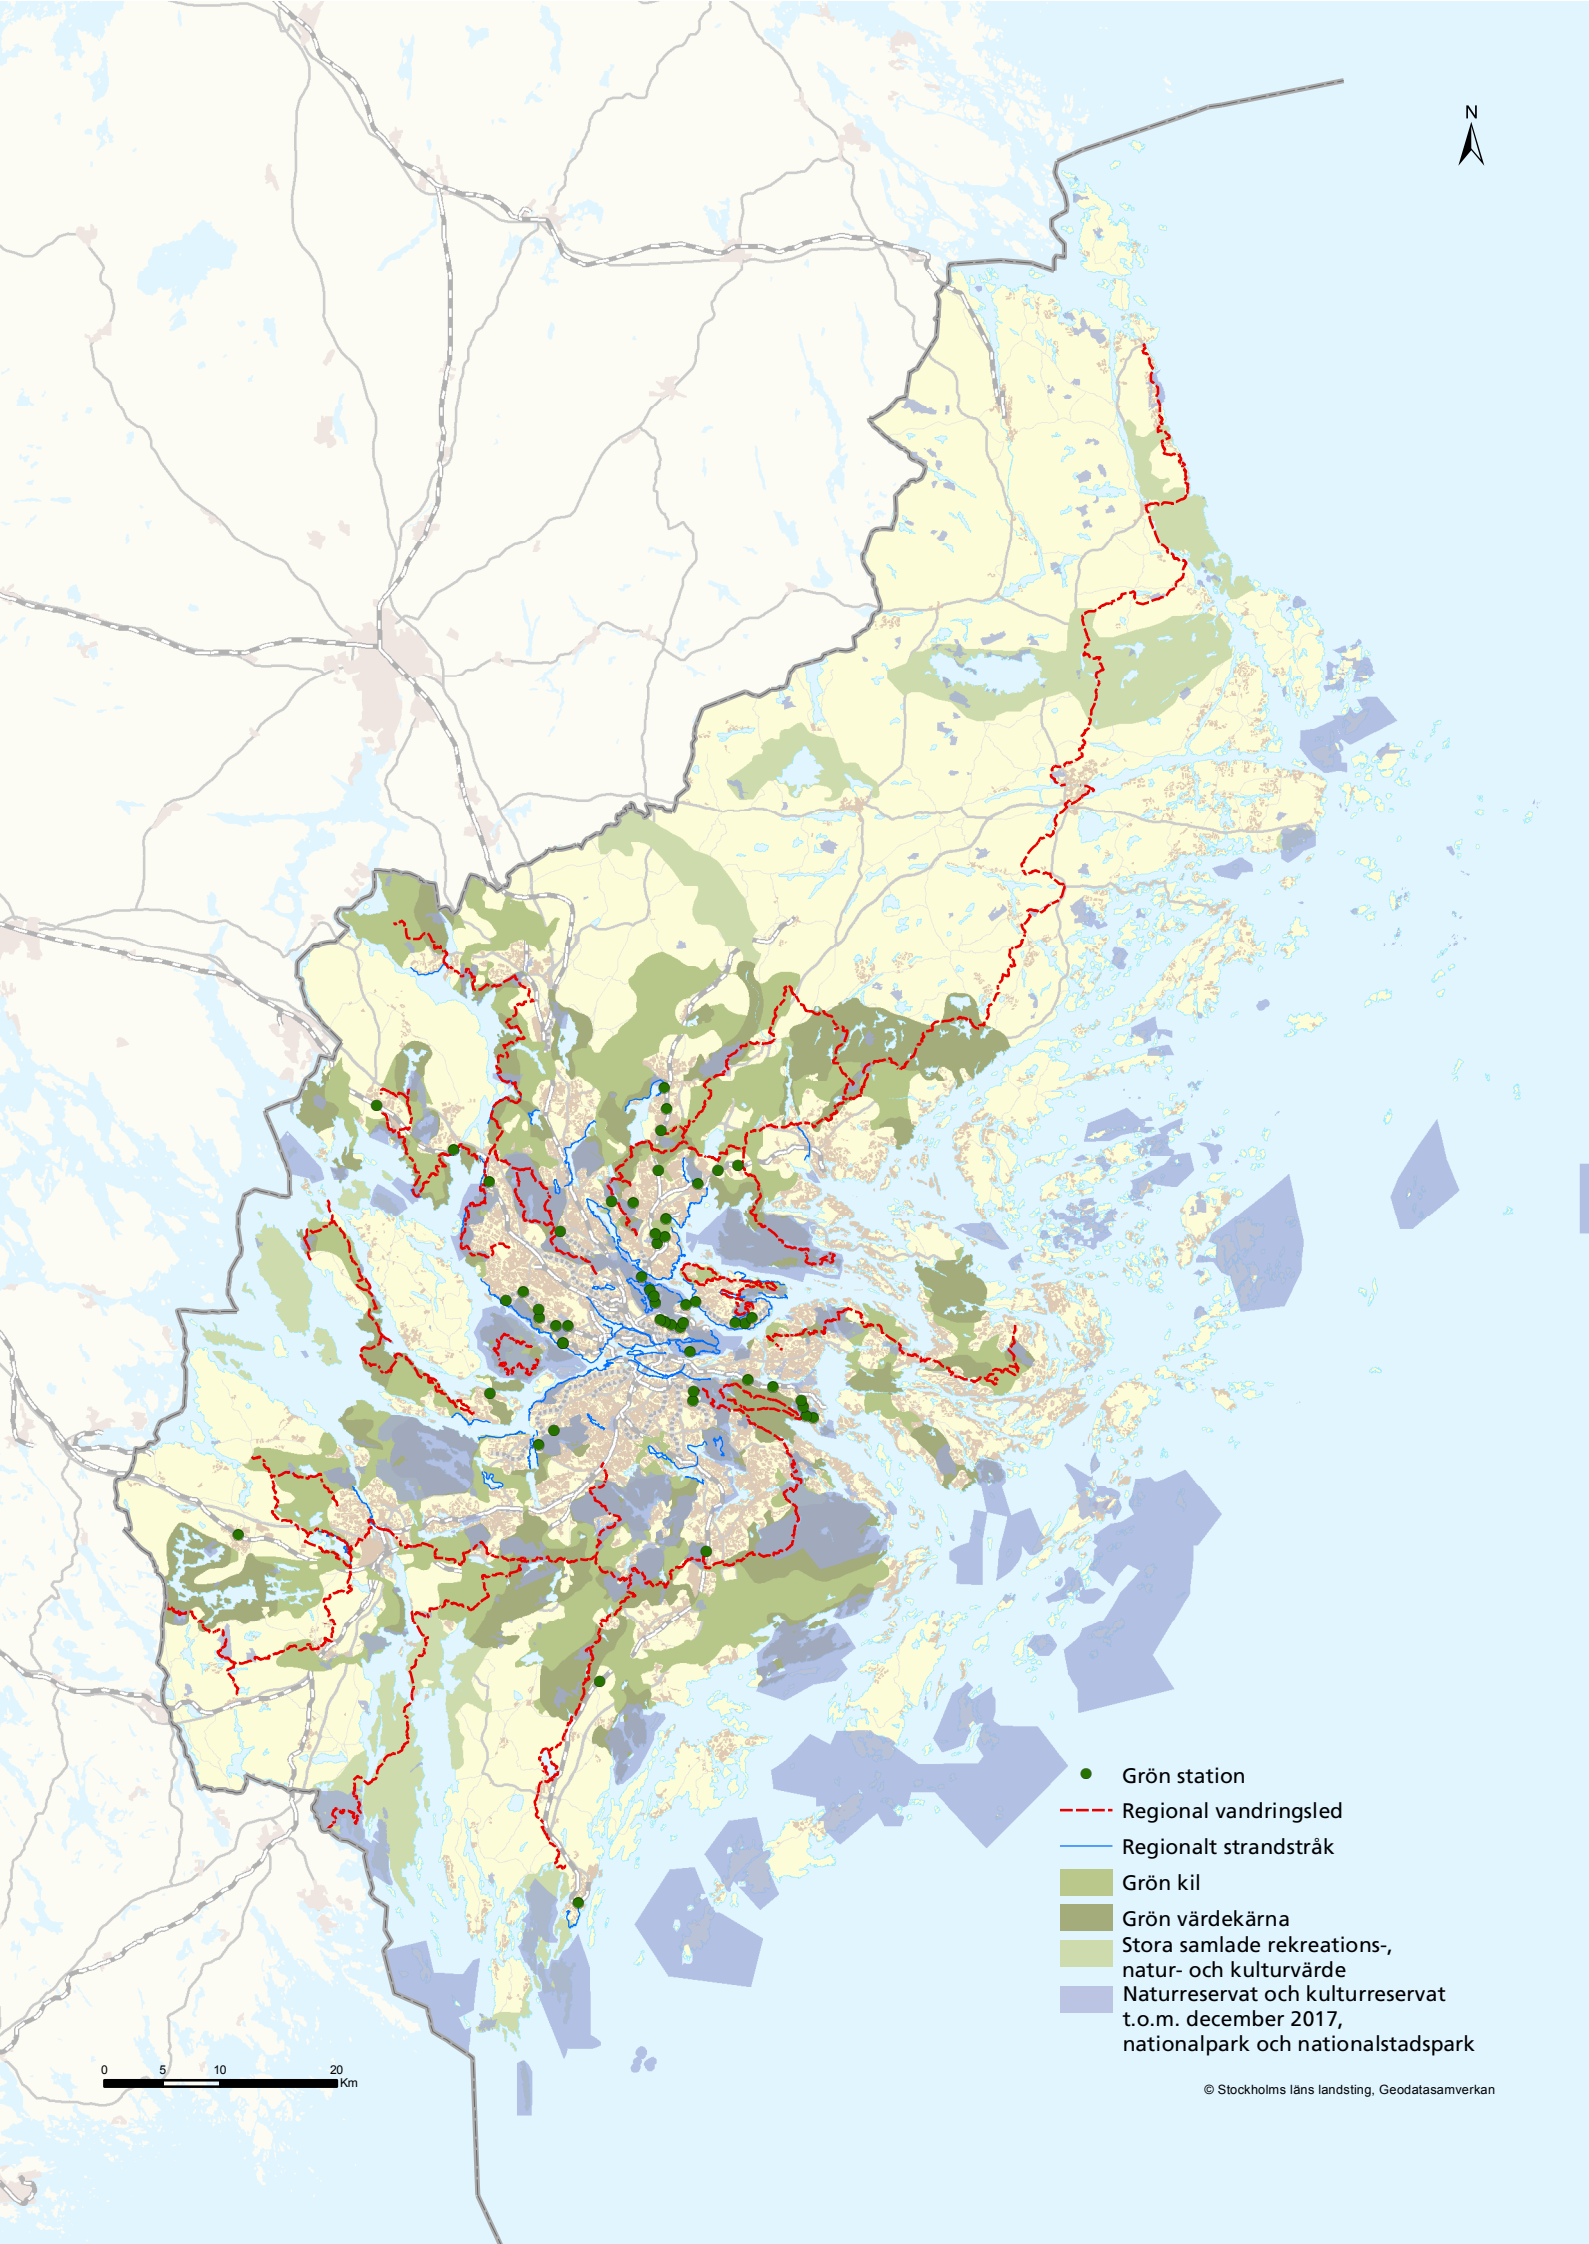 N
Grön station
Regional vandringsled
Regionalt strandstråk
Grön kil
Grön värdekärna
Stora samlade rekreations-,
natur- och kulturvärde
Naturreservat och kulturreservat
t.o.m. december 2017,
nationalpark och nationalstadspark
0 5 10 20
Km
© Stockholms läns landsting, Geodatasamverkan